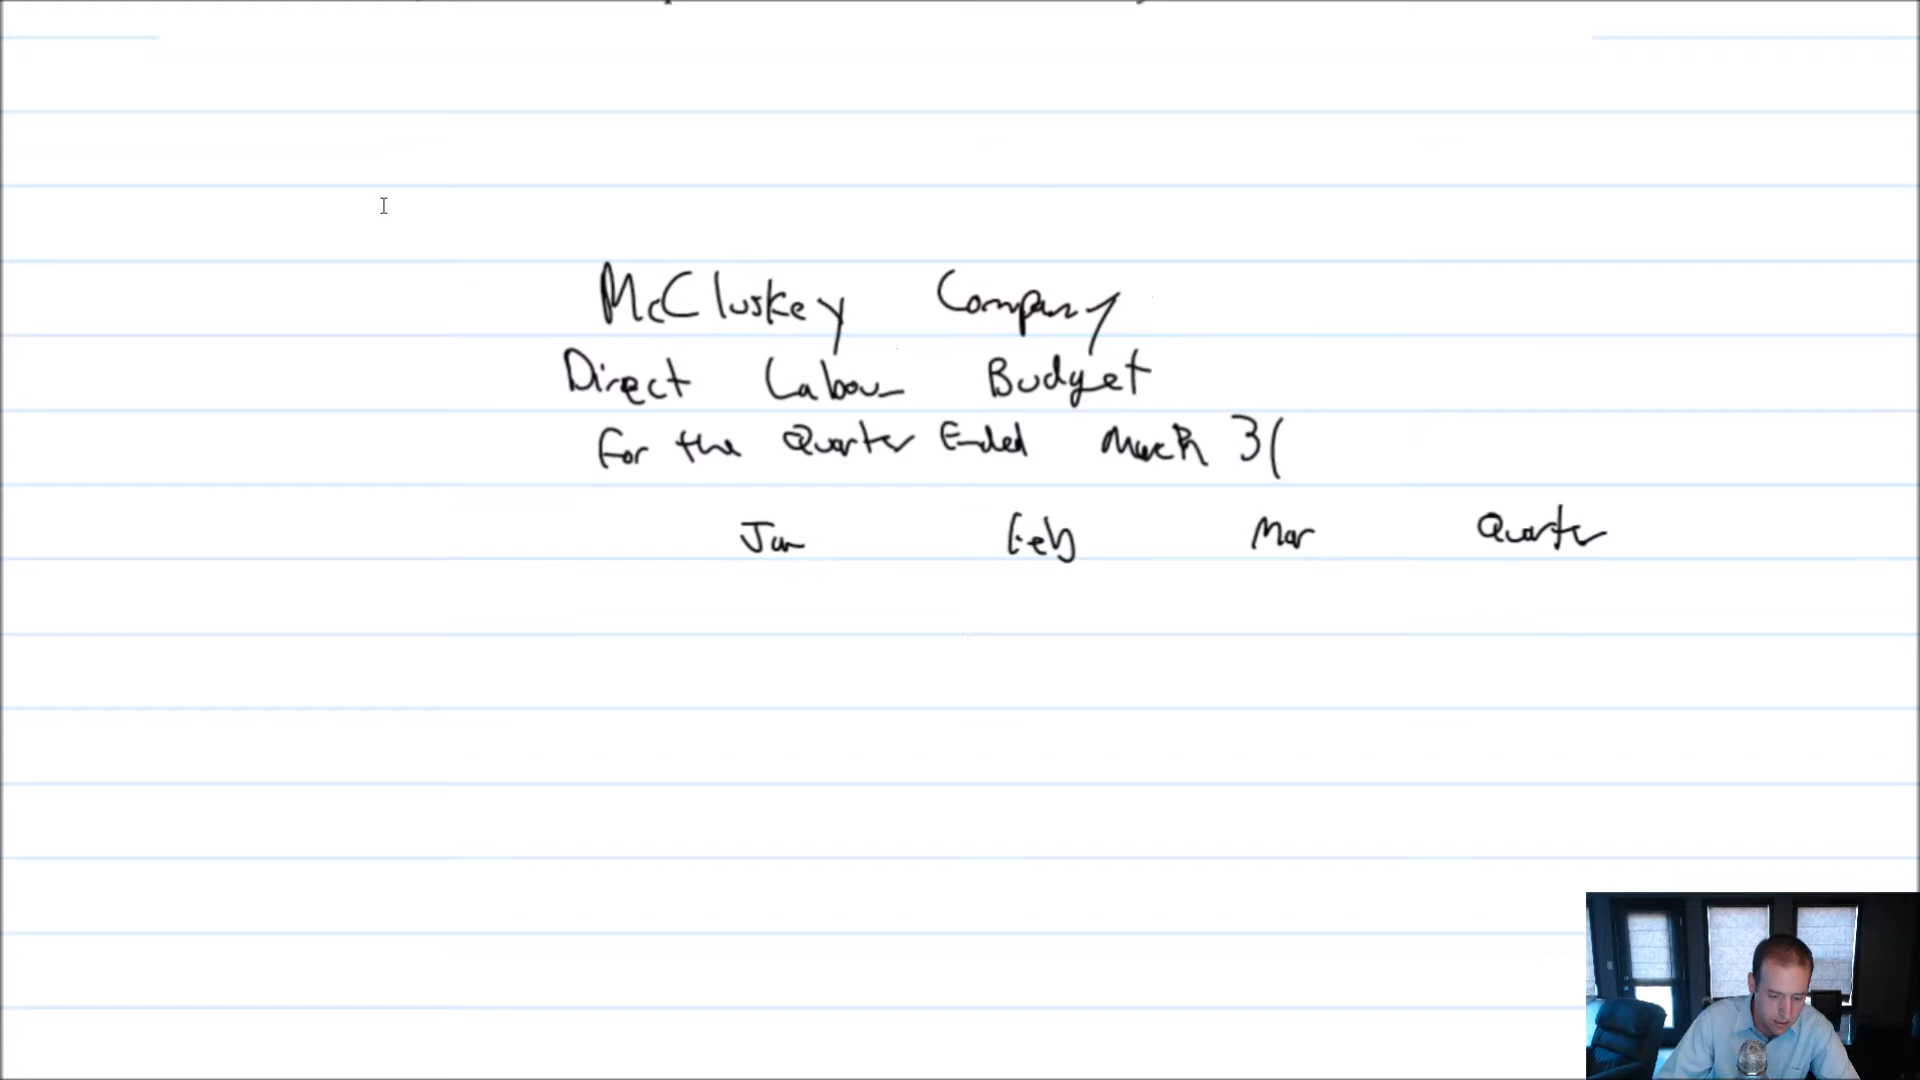 McCluskey Company
Direct Labour Budget
For the Quarter Ended March 31
Jan Feb Mar Quarter